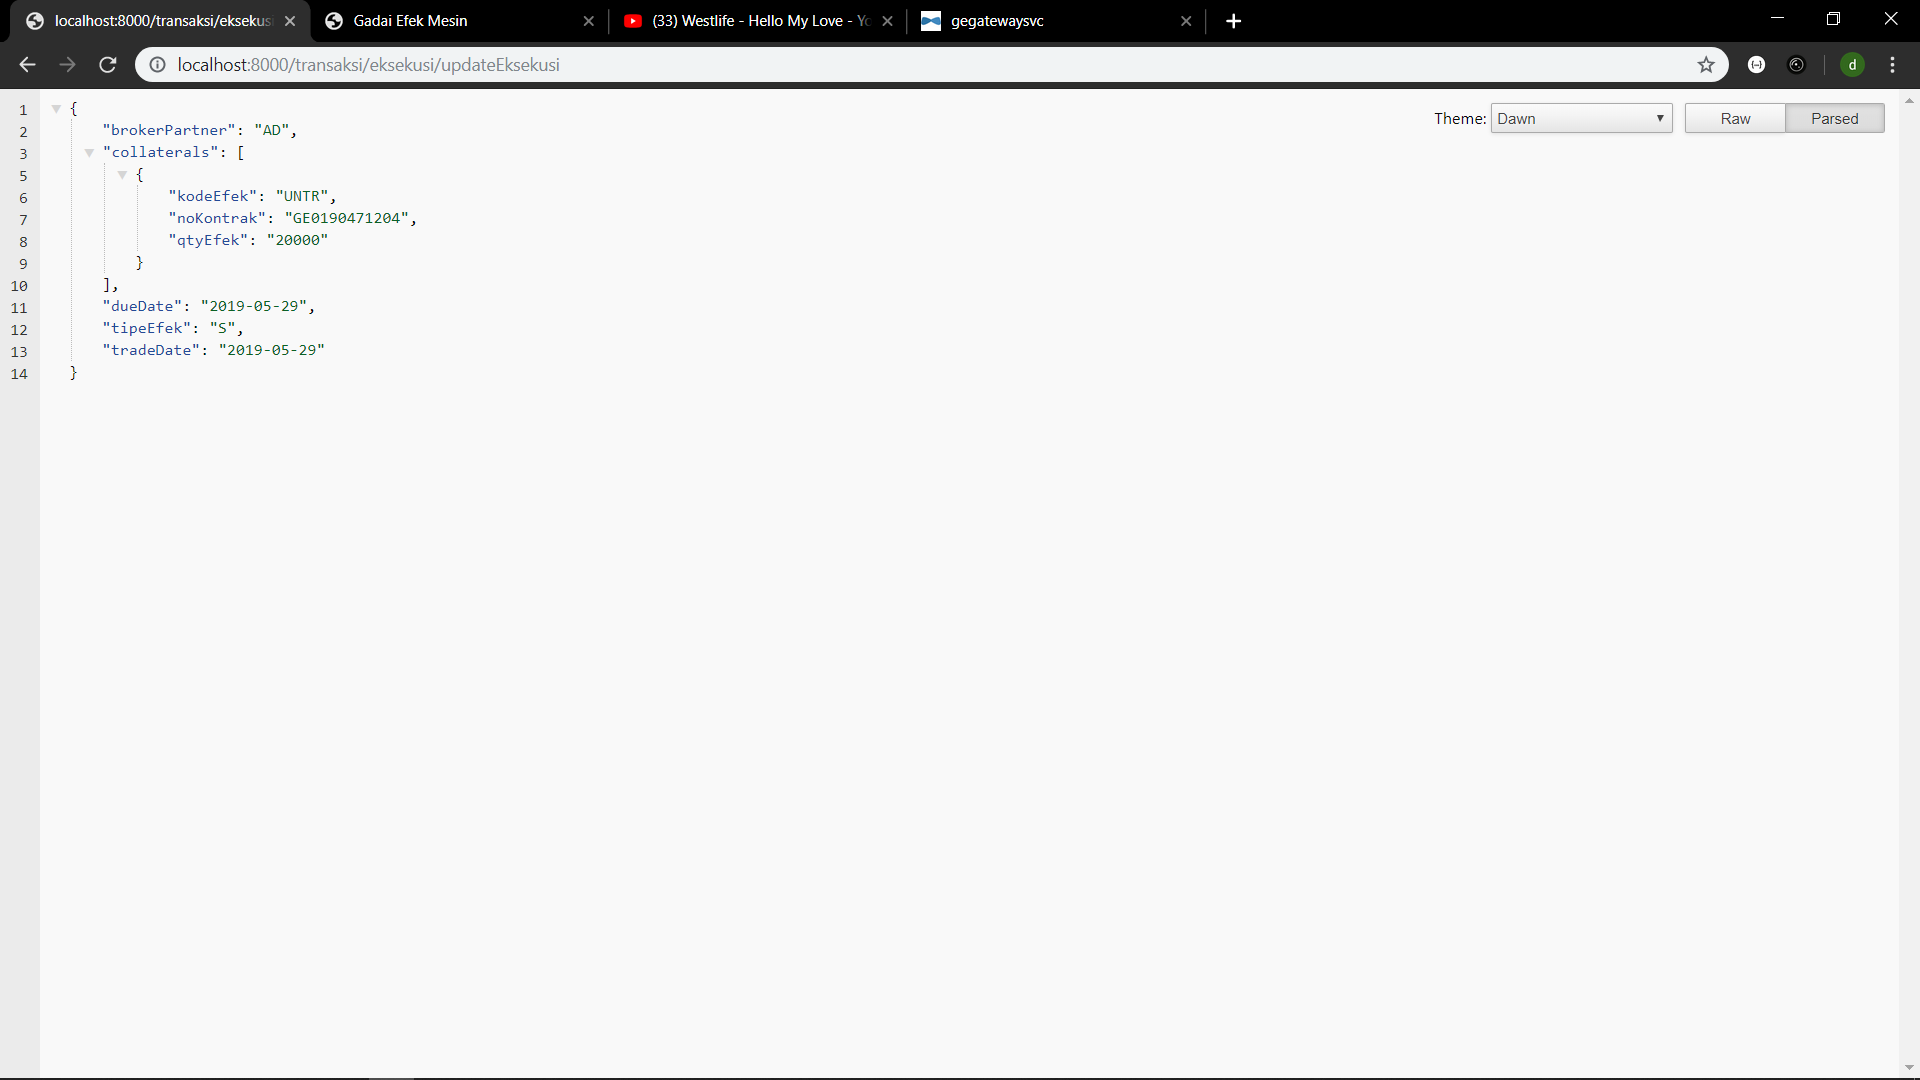 localhost:8000/transaksi/eksekus
Gadai Efek Mesin
(33) Westlife - Hello My Love - Yo
gegatewaysvc
localhost:8000/transaksi/eksekusi/updateEksekusi
d
Theme: Dawn
Raw
Parsed
1 {
2 "brokerPartner": "AD",
3 "collaterals": [
5 {
6 "kodeEfek": "UNTR",
7 "noKontrak": "GE0190471204",
8 "qtyEfek": "20000"
9 }
10 ],
11 "dueDate": "2019-05-29",
12 "tipeEfek": "S",
13 "tradeDate": "2019-05-29"
14 }